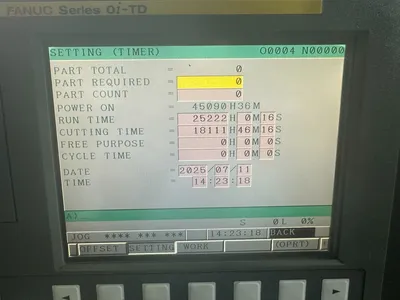 FANUC Series 0i-TD
SETTING (TIMER) O0004 N00000
PART TOTAL = 0
PART REQUIRED = 0
PART COUNT = 0
POWER ON = 45090H36M
RUN TIME = 25222H 0M16S
CUTTING TIME = 18111H46M16S
FREE PURPOSE = 0H 0M 0S
CYCLE TIME = 0H 0M 0S
DATE = 2025/07/11
TIME = 14:23:18
A)
S 0L 0%
JOG **** *** *** 14:23:18 BACK
OFFSET SETTING WORK (OPRT)